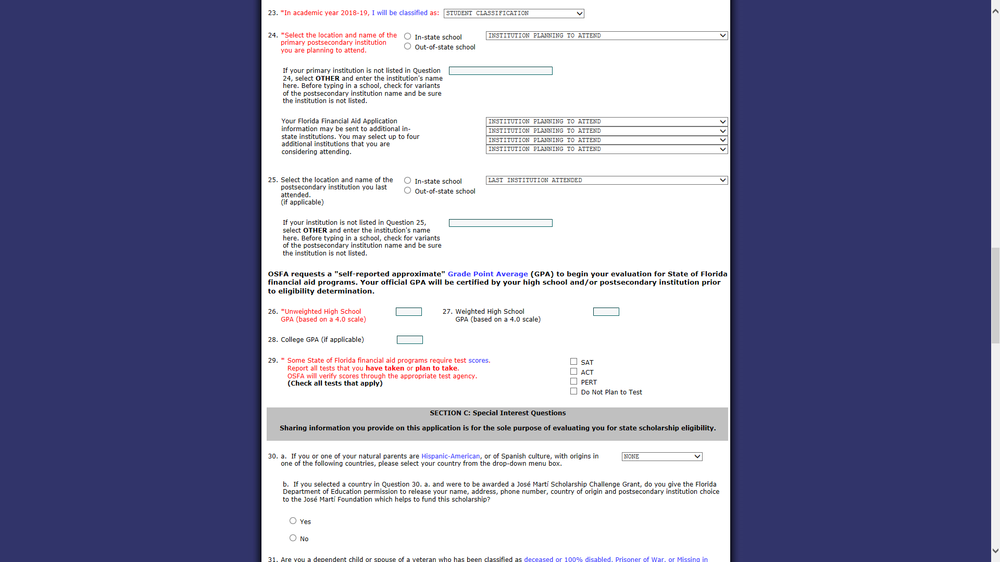 23. *In academic year 2018-19, I will be classified as: STUDENT CLASSIFICATION
24. *Select the location and name of the
primary postsecondary institution
you are planning to attend.
In-state school
Out-of-state school
INSTITUTION PLANNING TO ATTEND
If your primary institution is not listed in Question
24, select OTHER and enter the institution's name
here. Before typing in a school, check for variants
of the postsecondary institution name and be sure
the institution is not listed.
Your Florida Financial Aid Application
information may be sent to additional in-
state institutions. You may select up to four
additional institutions that you are
considering attending.
INSTITUTION PLANNING TO ATTEND
INSTITUTION PLANNING TO ATTEND
INSTITUTION PLANNING TO ATTEND
INSTITUTION PLANNING TO ATTEND
25. Select the location and name of the
postsecondary institution you last
attended.
(if applicable)
In-state school
Out-of-state school
LAST INSTITUTION ATTENDED
If your institution is not listed in Question 25,
select OTHER and enter the institution's name
here. Before typing in a school, check for variants
of the postsecondary institution name and be sure
the institution is not listed.
OSFA requests a "self-reported approximate" Grade Point Average (GPA) to begin your evaluation for State of Florida
financial aid programs. Your official GPA will be certified by your high school and/or postsecondary institution prior
to eligibility determination.
26. *Unweighted High School
GPA (based on a 4.0 scale)
27. Weighted High School
GPA (based on a 4.0 scale)
28. College GPA (if applicable)
29. * Some State of Florida financial aid programs require test scores.
Report all tests that you have taken or plan to take.
OSFA will verify scores through the appropriate test agency.
(Check all tests that apply)
SAT
ACT
PERT
Do Not Plan to Test
SECTION C: Special Interest Questions
Sharing information you provide on this application is for the sole purpose of evaluating you for state scholarship eligibility.
30. a. If you or one of your natural parents are Hispanic-American, or of Spanish culture, with origins in
one of the following countries, please select your country from the drop-down menu box.
NONE
b. If you selected a country in Question 30. a. and were to be awarded a José Martí Scholarship Challenge Grant, do you give the Florida
Department of Education permission to release your name, address, phone number, country of origin and postsecondary institution choice
to the José Martí Foundation which helps to fund this scholarship?
Yes
No
31. Are you a dependent child or spouse of a veteran who has been classified as deceased or 100% disabled, Prisoner of War, or Missing in